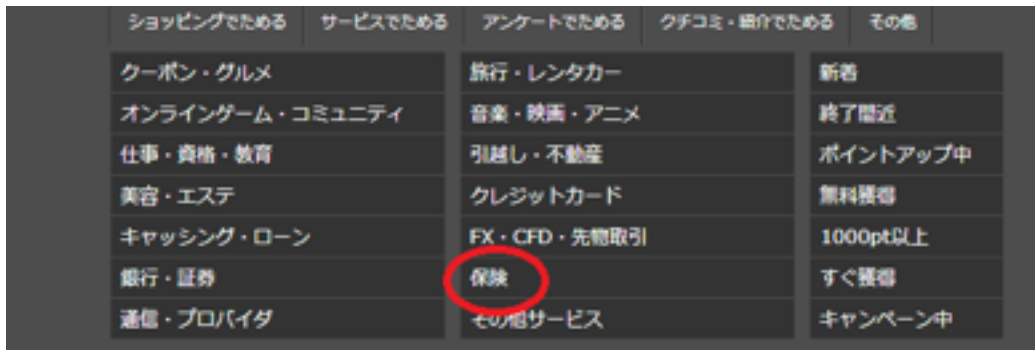 ショッピングでためる サービスでためる アンケートでためる クチコミ・紹介でためる その他
クーポン・グルメ 旅行・レンタカー 新着
オンラインゲーム・コミュニティ 音楽・映画・アニメ 終了間近
仕事・資格・教育 引越し・不動産 ポイントアップ中
美容・エステ クレジットカード 無料獲得
キャッシング・ローン FX・CFD・先物取引 1000pt以上
銀行・証券 保険 すぐ獲得
通信・プロバイダ その他サービス キャンペーン中